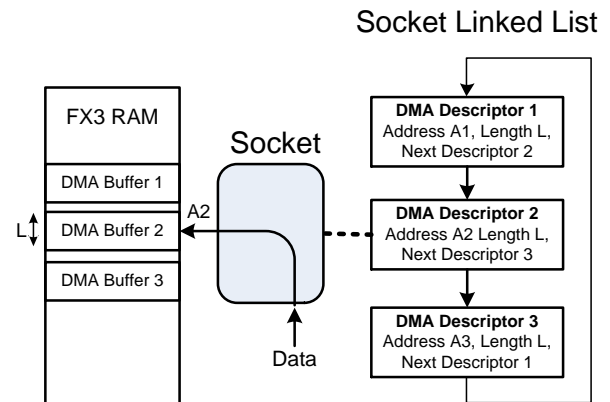 Socket Linked List
FX3 RAM
DMA Buffer 1
DMA Buffer 2
DMA Buffer 3
L
A2
Socket
Data
DMA Descriptor 1
Address A1, Length L,
Next Descriptor 2
DMA Descriptor 2
Address A2 Length L,
Next Descriptor 3
DMA Descriptor 3
Address A3, Length L,
Next Descriptor 1